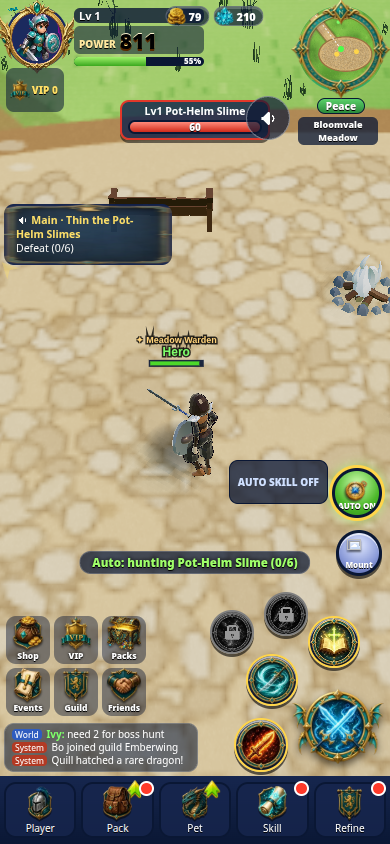 Lv 1
79
210
POWER 811
55%
VIP 0
Lv1 Pot-Helm Slime
60
Peace
Bloomvale
Meadow
Main · Thin the Pot-
Helm Slimes
Defeat (0/6)
+ Meadow Warden
Hero
AUTO SKILL OFF
AUTO ON
Mount
Auto: hunting Pot-Helm Slime (0/6)
Shop
VIP
VIP
Packs
Events
Guild
Friends
World Ivy: need 2 for boss hunt
System Bo joined guild Emberwing
System Quill hatched a rare dragon!
Player
Pack
Pet
Skill
Refine